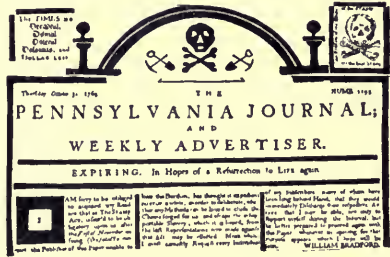 The TIMES are
Dreadful,
Dismal
Doleful
Dolorous, and
DOLLAR-LESS
Thursday, October 31, 1765
THE
NUMB. 1195
PENNSYLVANIA JOURNAL;
AND
WEEKLY ADVERTISER.
EXPIRING: In Hopes of a Resurrection to LIFE again
I
AM sorry to be obliged
to acquaint my Read
ers that as The Stamp
Act, is fear'd to be ob
ligatory upon us after
the First of November en
suing, (the fatal To-mor
row) the Publisher of this Paper unable to
bear the Burthen, has thought it expedient
to stop awhile, in order to deliberate, whe
ther any Methods can be found to elude the
Chains forged for us, and escape the insup
portable Slavery, which it is hoped, from
the last Representations now made against
that Act, may be effected. Mean while,
I must earnestly Request every Individual
of my Subscribers many of whom have
been long behind Hand, that they would
immediately Discharge their respective Ar
rears that I may be able, not only to
support myself during the Interval, but
be better prepared to proceed again with
this Paper, whenever an opening for that
Purpose appears, which I hope will be
soon.
WILLIAM BRADFORD.